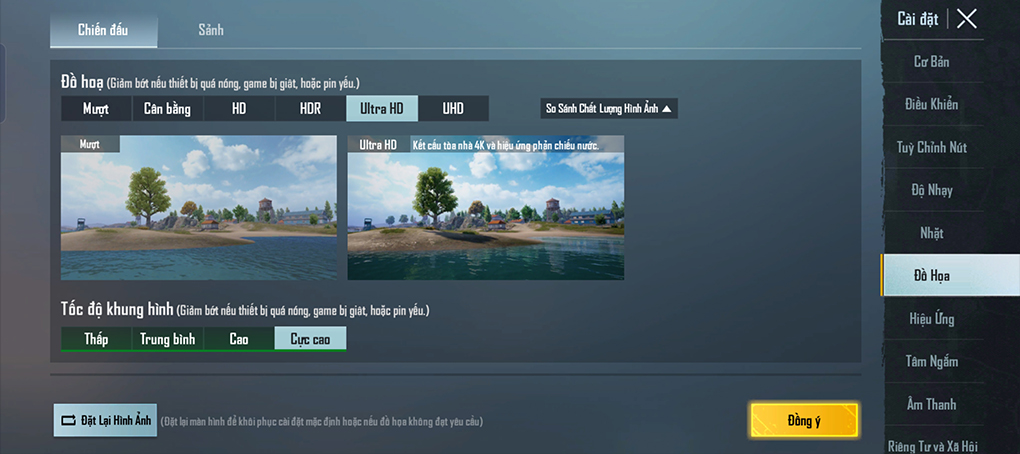 Chiến đấu
Sảnh
Cài đặt
Đồ hoạ (Giảm bớt nếu thiết bị quá nóng, game bị giật, hoặc pin yếu.)
Mượt
Cân bằng
HD
HDR
Ultra HD
UHD
So Sánh Chất Lượng Hình Ảnh
Mượt
Ultra HD
Kết cấu tòa nhà 4K và hiệu ứng phản chiếu nước.
Tốc độ khung hình (Giảm bớt nếu thiết bị quá nóng, game bị giật, hoặc pin yếu.)
Thấp
Trung bình
Cao
Cực cao
Đặt Lại Hình Ảnh
(Đặt lại màn hình để khôi phục cài đặt mặc định hoặc nếu đồ họa không đạt yêu cầu)
Đồng ý
Cơ Bản
Điều Khiển
Tuỳ Chỉnh Nút
Độ Nhạy
Nhặt
Đồ Họa
Hiệu Ứng
Tâm Ngắm
Âm Thanh
Riêng Tư và Xã Hội